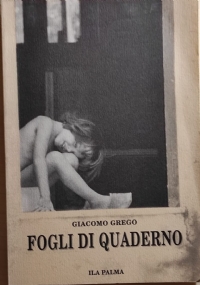 GIACOMO GREGO
FOGLI DI QUADERNO
ILA PALMA